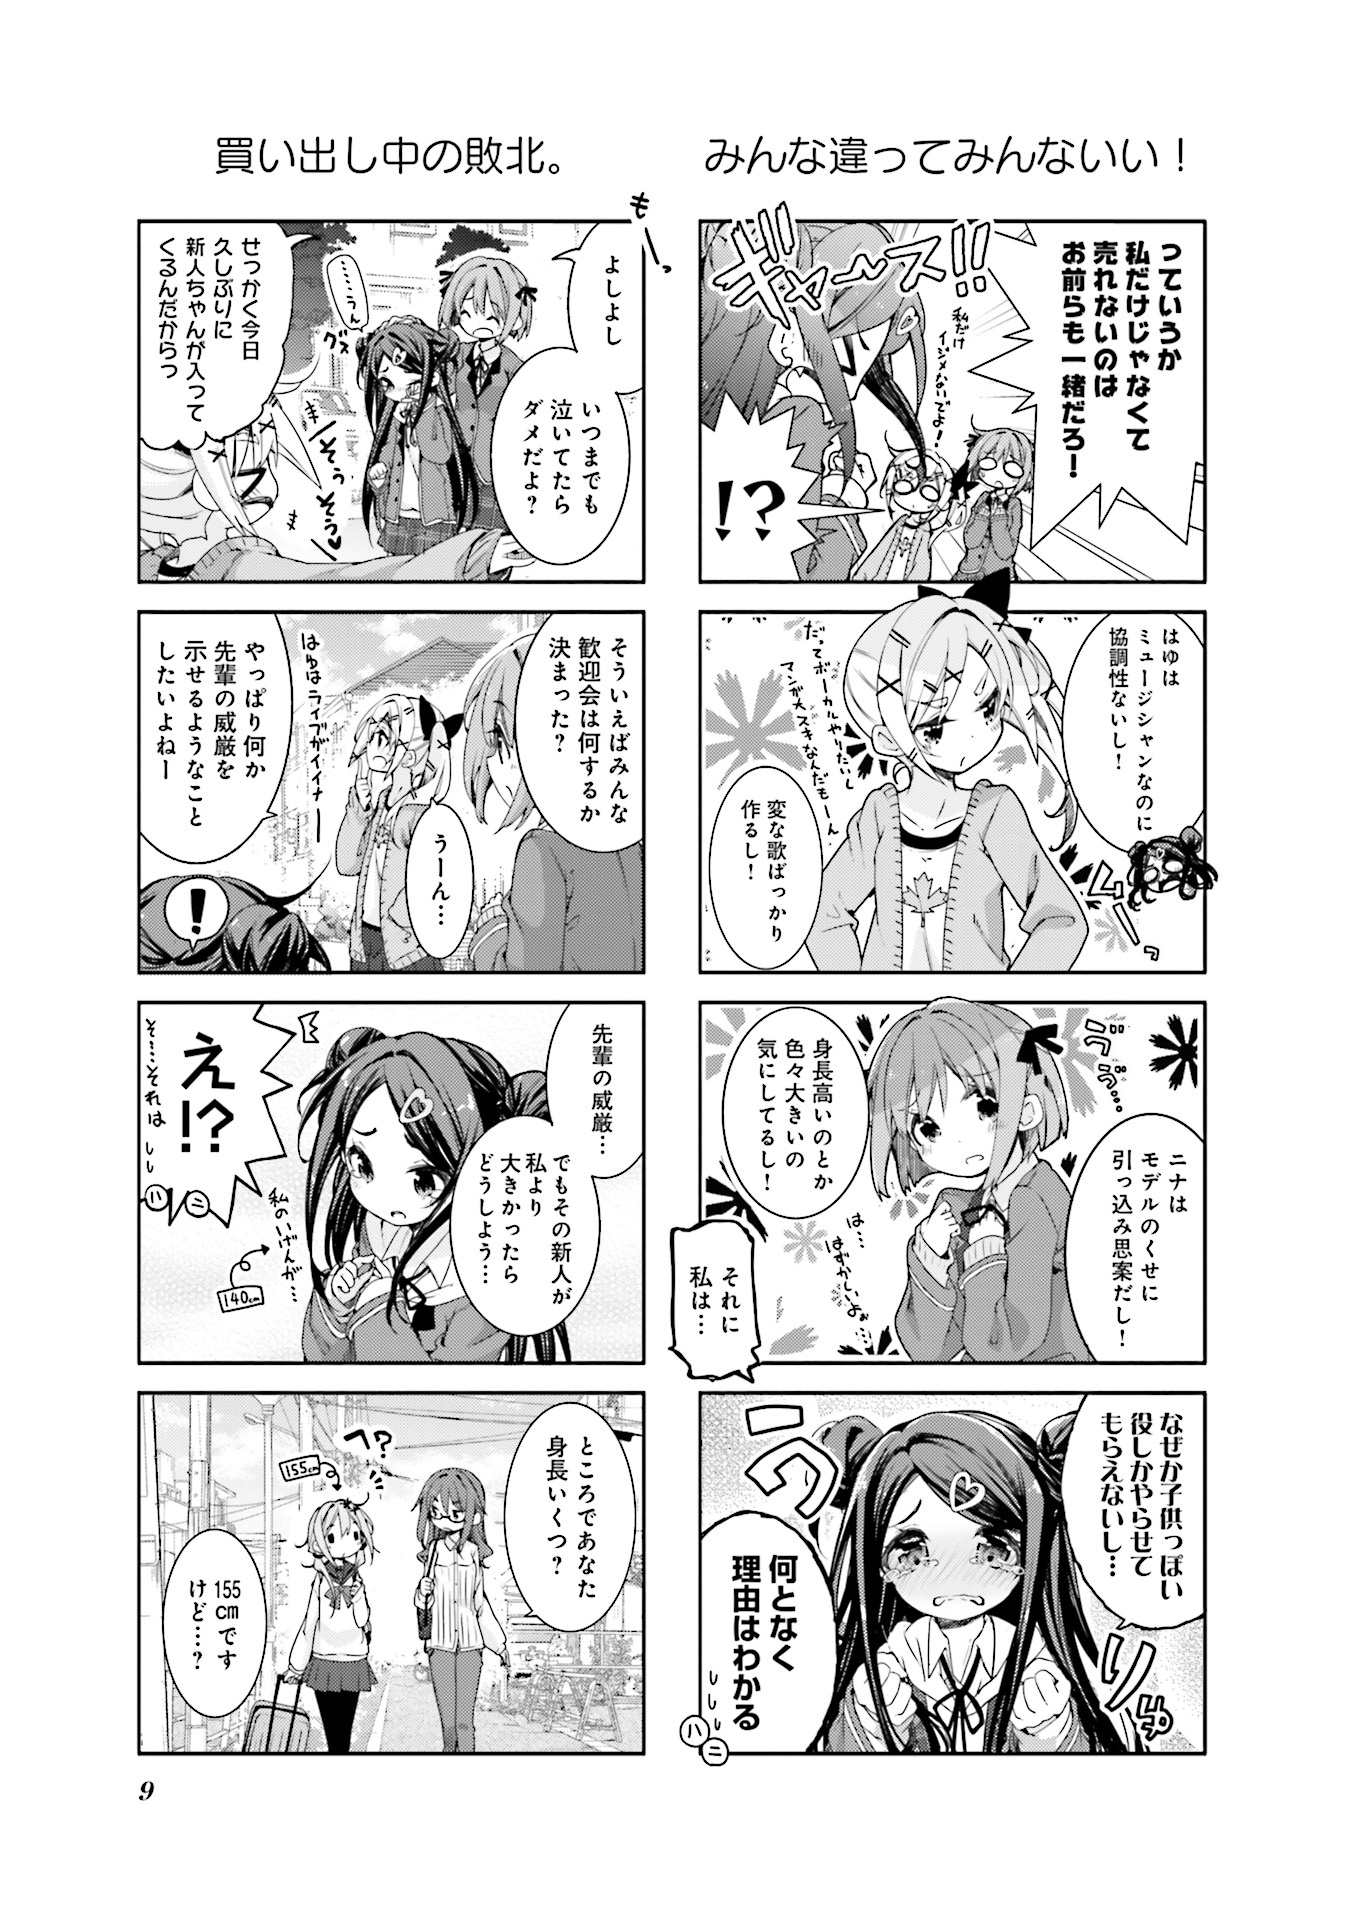 みんな違ってみんないい！
っていうか
私だけじゃなくて
売れないのは
お前らも一緒だろ！
ギャース!!
私だけ
イジメないでよ！
!?
はゆは
ミュージシャンなのに
協調性ないし！
だってボーカルやりたいし
マンガ大スキなんだもーん
変な歌ばっかり
作るし！
ニナは
モデルのくせに
引っ込み思案だし！
身長高いのとか
色々大きいの
気にしてるし！
は…
はずかしいよぉ
それに
私は…
なぜか子供っぽい
役しかやらせて
もらえないし…
何となく
理由はわかる
ハニ
買い出し中の敗北。
もーっ
よしよし
いつまでも
泣いてたら
ダメだよ？
……うん
グス
せっかく今日
久しぶりに
新人ちゃんが入って
くるんだからっ
そうそう♥
そういえばみんな
歓迎会は何するか
決まった？
うーん…
はゆはライブがイイナー
やっぱり何か
先輩の威厳を
示せるようなこと
したいよねー
！
先輩の威厳…
でもその新人が
私より
大きかったら
どうしよう…
私のいげんが…
140cm
え!?
そ…それは
ハニ
ところであなた
身長いくつ？
へ？
155cm
155cmです
けど…？
9